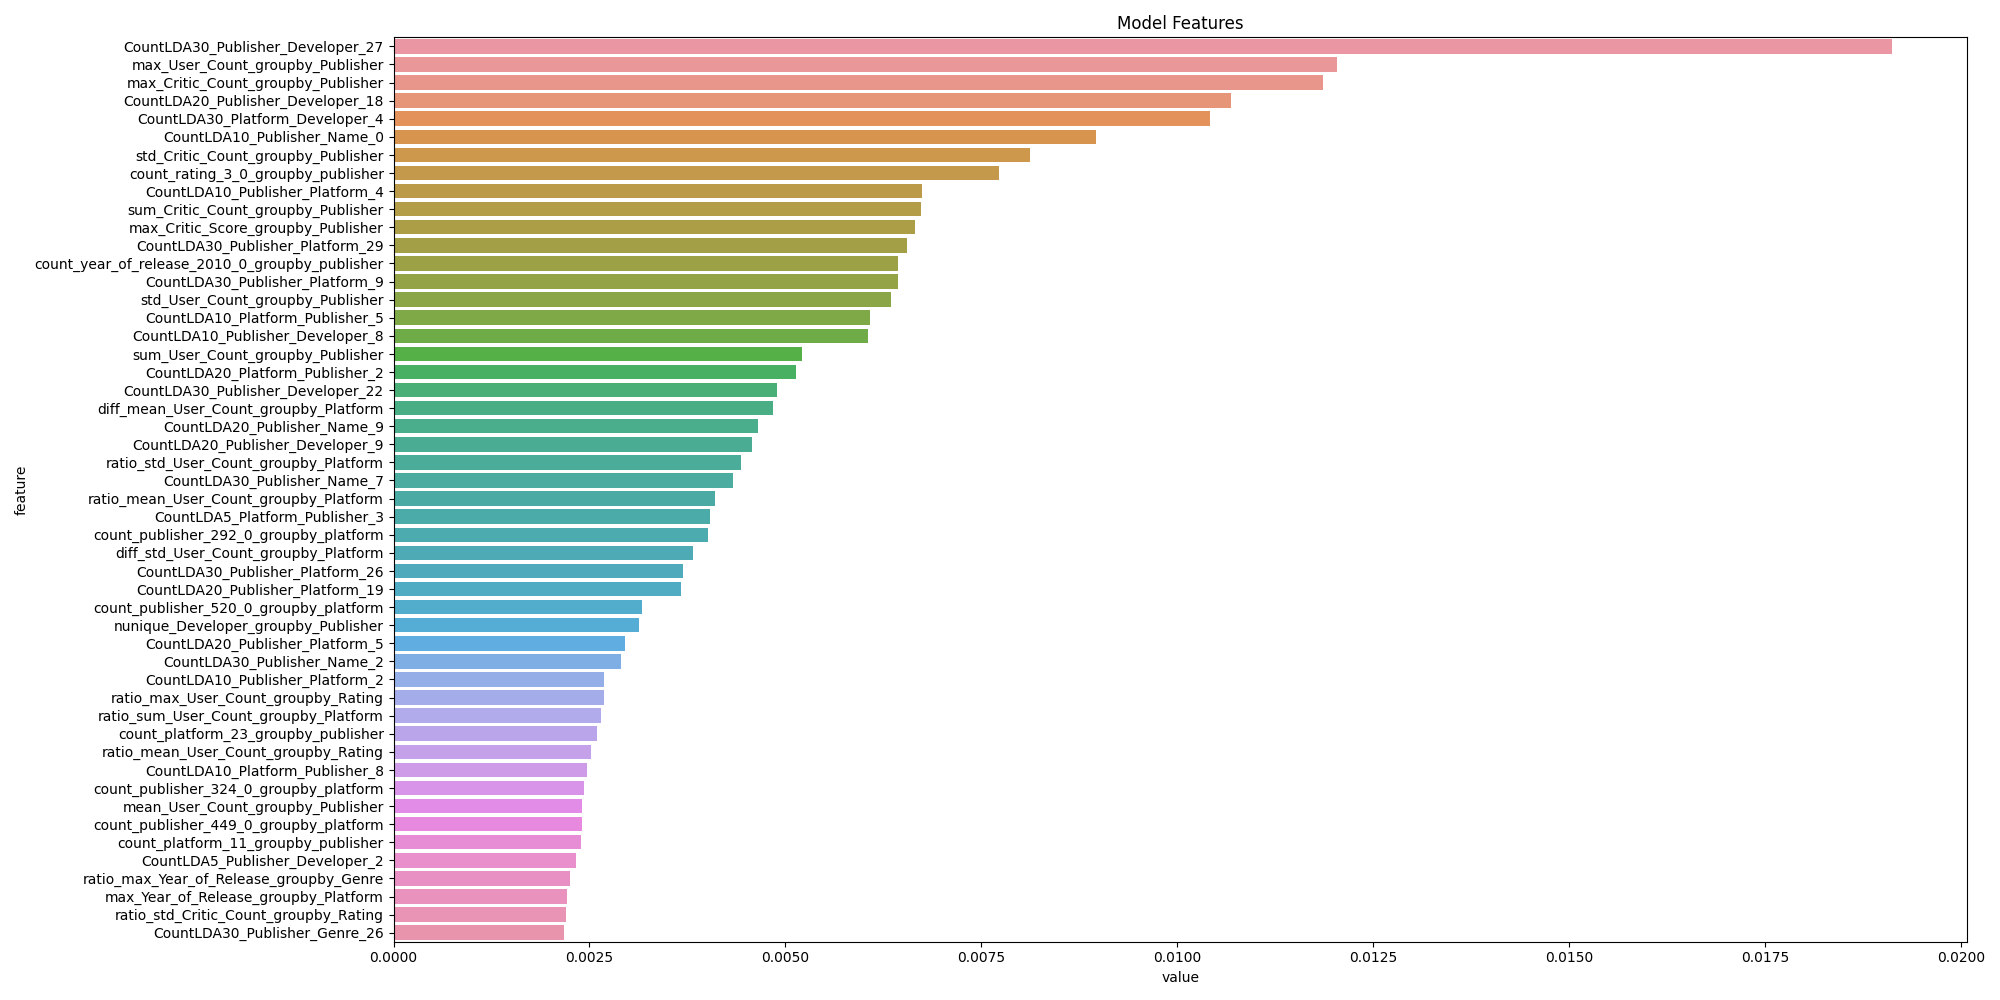 Model Features
CountLDA30_Publisher_Developer_27
max_User_Count_groupby_Publisher
max_Critic_Count_groupby_Publisher
CountLDA20_Publisher_Developer_18
CountLDA30_Platform_Developer_4
CountLDA10_Publisher_Name_0
std_Critic_Count_groupby_Publisher
count_rating_3_0_groupby_publisher
CountLDA10_Publisher_Platform_4
sum_Critic_Count_groupby_Publisher
max_Critic_Score_groupby_Publisher
CountLDA30_Publisher_Platform_29
count_year_of_release_2010_0_groupby_publisher
CountLDA30_Publisher_Platform_9
std_User_Count_groupby_Publisher
CountLDA10_Platform_Publisher_5
CountLDA10_Publisher_Developer_8
sum_User_Count_groupby_Publisher
CountLDA20_Platform_Publisher_2
CountLDA30_Publisher_Developer_22
diff_mean_User_Count_groupby_Platform
CountLDA20_Publisher_Name_9
CountLDA20_Publisher_Developer_9
ratio_std_User_Count_groupby_Platform
CountLDA30_Publisher_Name_7
ratio_mean_User_Count_groupby_Platform
CountLDA5_Platform_Publisher_3
count_publisher_292_0_groupby_platform
diff_std_User_Count_groupby_Platform
CountLDA30_Publisher_Platform_26
CountLDA20_Publisher_Platform_19
count_publisher_520_0_groupby_platform
nunique_Developer_groupby_Publisher
CountLDA20_Publisher_Platform_5
CountLDA30_Publisher_Name_2
CountLDA10_Publisher_Platform_2
ratio_max_User_Count_groupby_Rating
ratio_sum_User_Count_groupby_Platform
count_platform_23_groupby_publisher
ratio_mean_User_Count_groupby_Rating
CountLDA10_Platform_Publisher_8
count_publisher_324_0_groupby_platform
mean_User_Count_groupby_Publisher
count_publisher_449_0_groupby_platform
count_platform_11_groupby_publisher
CountLDA5_Publisher_Developer_2
ratio_max_Year_of_Release_groupby_Genre
max_Year_of_Release_groupby_Platform
ratio_std_Critic_Count_groupby_Rating
CountLDA30_Publisher_Genre_26
feature
0.0000 0.0025 0.0050 0.0075 0.0100 0.0125 0.0150 0.0175 0.0200
value